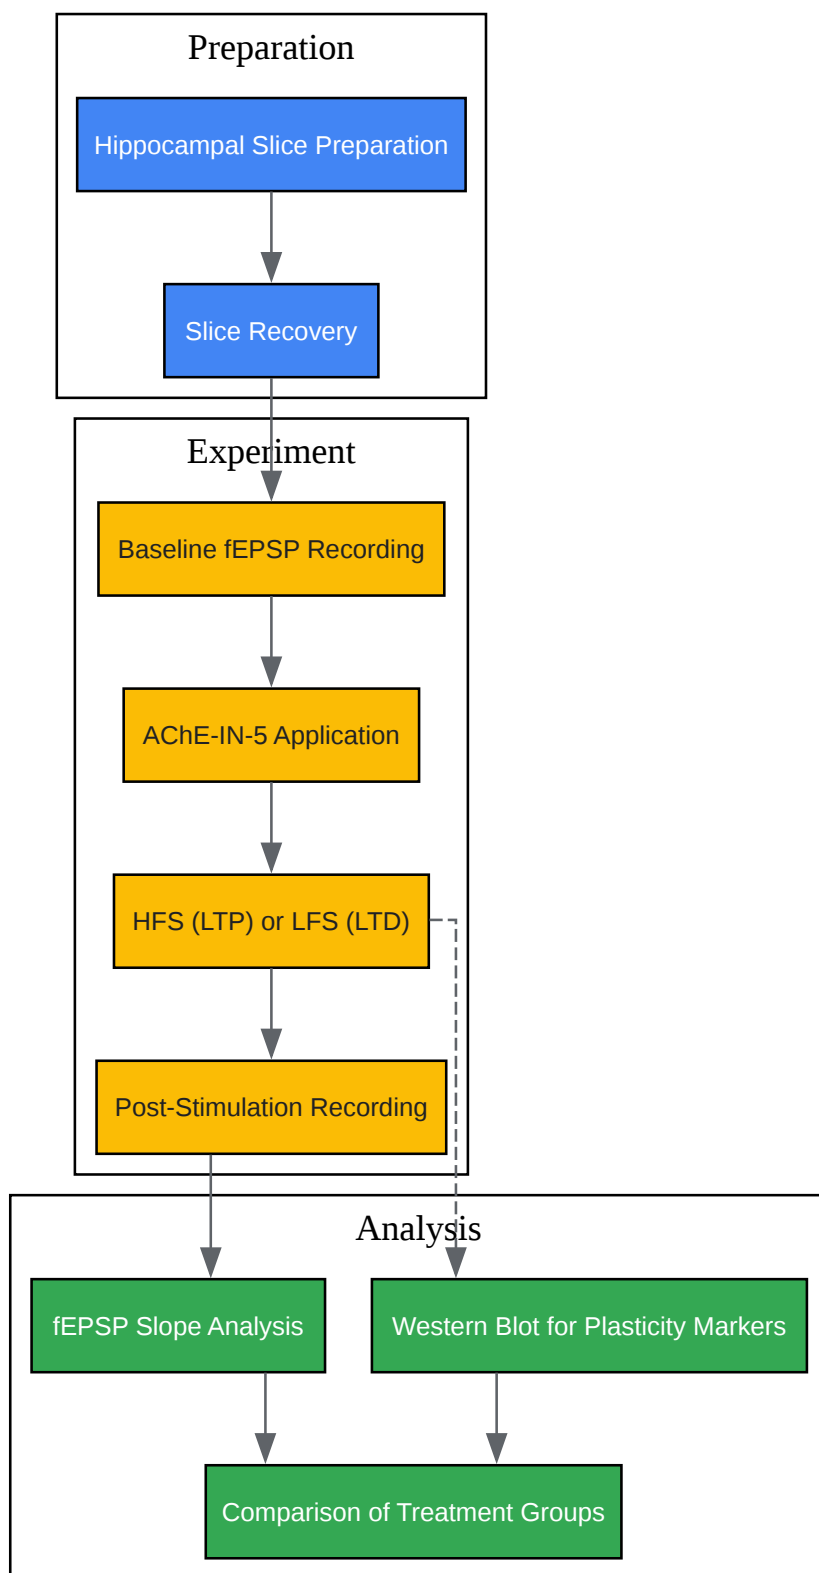 Preparation
Hippocampal Slice Preparation
Slice Recovery
Experiment
Baseline fEPSP Recording
AChE-IN-5 Application
HFS (LTP) or LFS (LTD)
Post-Stimulation Recording
Analysis
fEPSP Slope Analysis
Western Blot for Plasticity Markers
Comparison of Treatment Groups